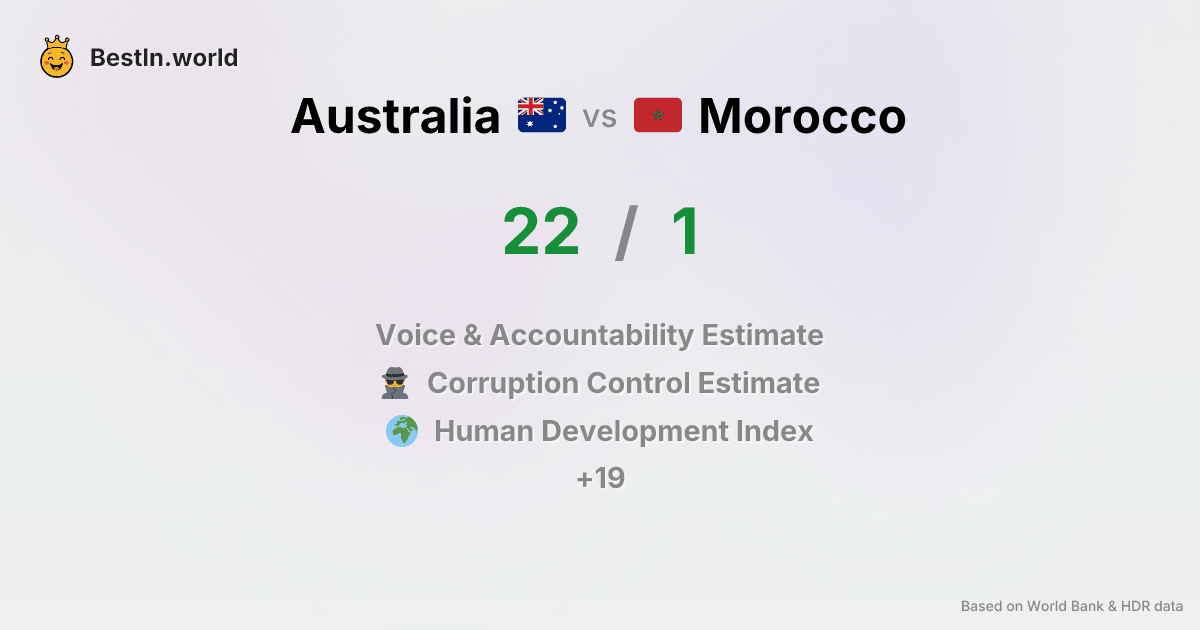 BestIn.world
Australia vs Morocco
22 / 1
Voice & Accountability Estimate
Corruption Control Estimate
Human Development Index
+19
Based on World Bank & HDR data